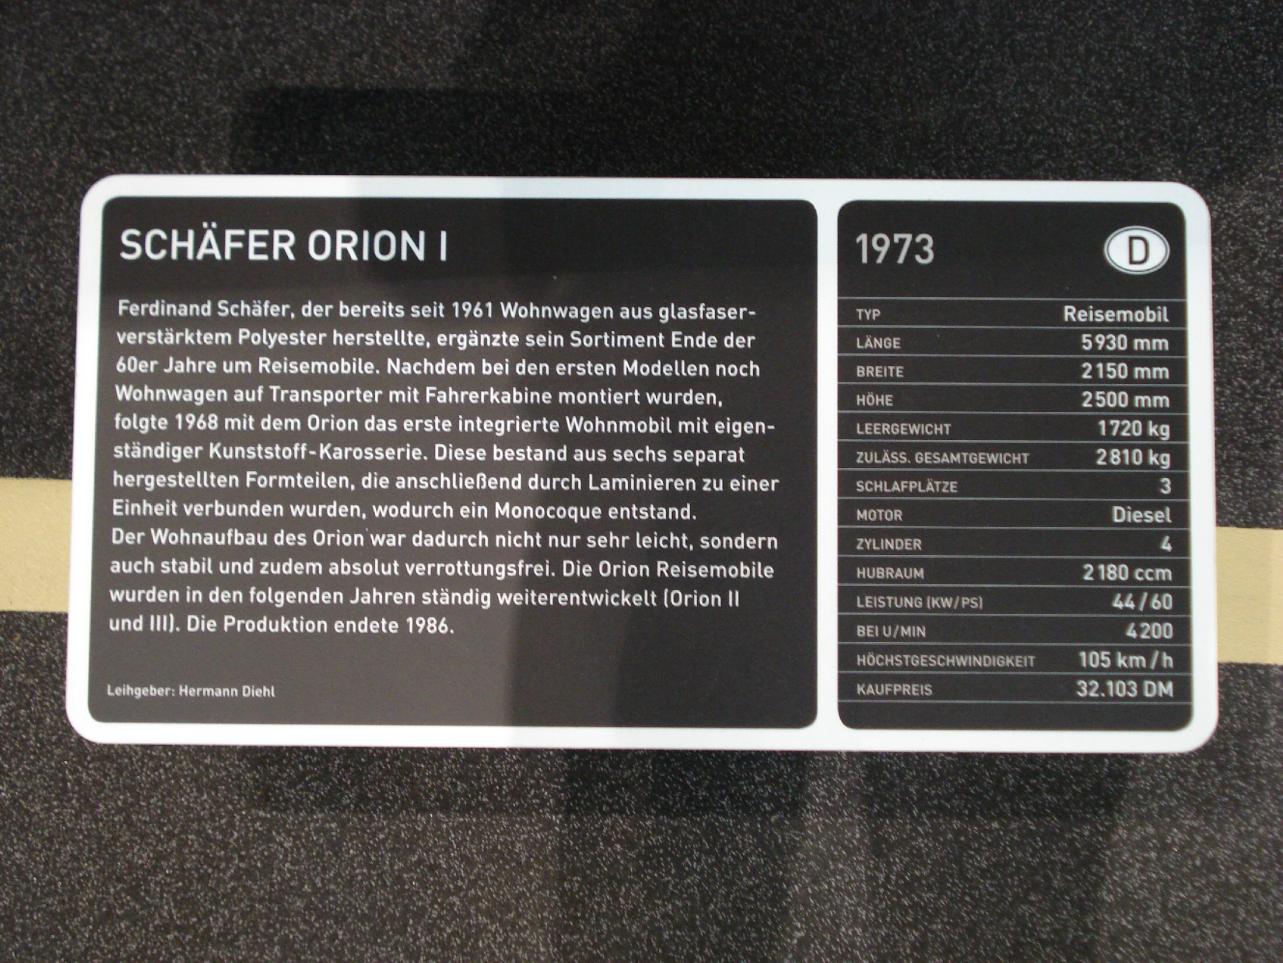 SCHÄFER ORION I
Ferdinand Schäfer, der bereits seit 1961 Wohnwagen aus glasfaser-
verstärktem Polyester herstellte, ergänzte sein Sortiment Ende der
60er Jahre um Reisemobile. Nachdem bei den ersten Modellen noch
Wohnwagen auf Transporter mit Fahrerkabine montiert wurden,
folgte 1968 mit dem Orion das erste integrierte Wohnmobil mit eigen-
ständiger Kunststoff-Karosserie. Diese bestand aus sechs separat
hergestellten Formteilen, die anschließend durch Laminieren zu einer
Einheit verbunden wurden, wodurch ein Monocoque entstand.
Der Wohnaufbau des Orion war dadurch nicht nur sehr leicht, sondern
auch stabil und zudem absolut verrottungsfrei. Die Orion Reisemobile
wurden in den folgenden Jahren ständig weiterentwickelt (Orion II
und III). Die Produktion endete 1986.
Leihgeber: Hermann Diehl
1973 D
TYP Reisemobil
LÄNGE 5930 mm
BREITE 2150 mm
HÖHE 2500 mm
LEERGEWICHT 1720 kg
ZULÄSS. GESAMTGEWICHT 2810 kg
SCHLAFPLÄTZE 3
MOTOR Diesel
ZYLINDER 4
HUBRAUM 2180 ccm
LEISTUNG (KW/PS) 44/60
BEI U/MIN 4200
HÖCHSTGESCHWINDIGKEIT 105 km/h
KAUFPREIS 32.103 DM